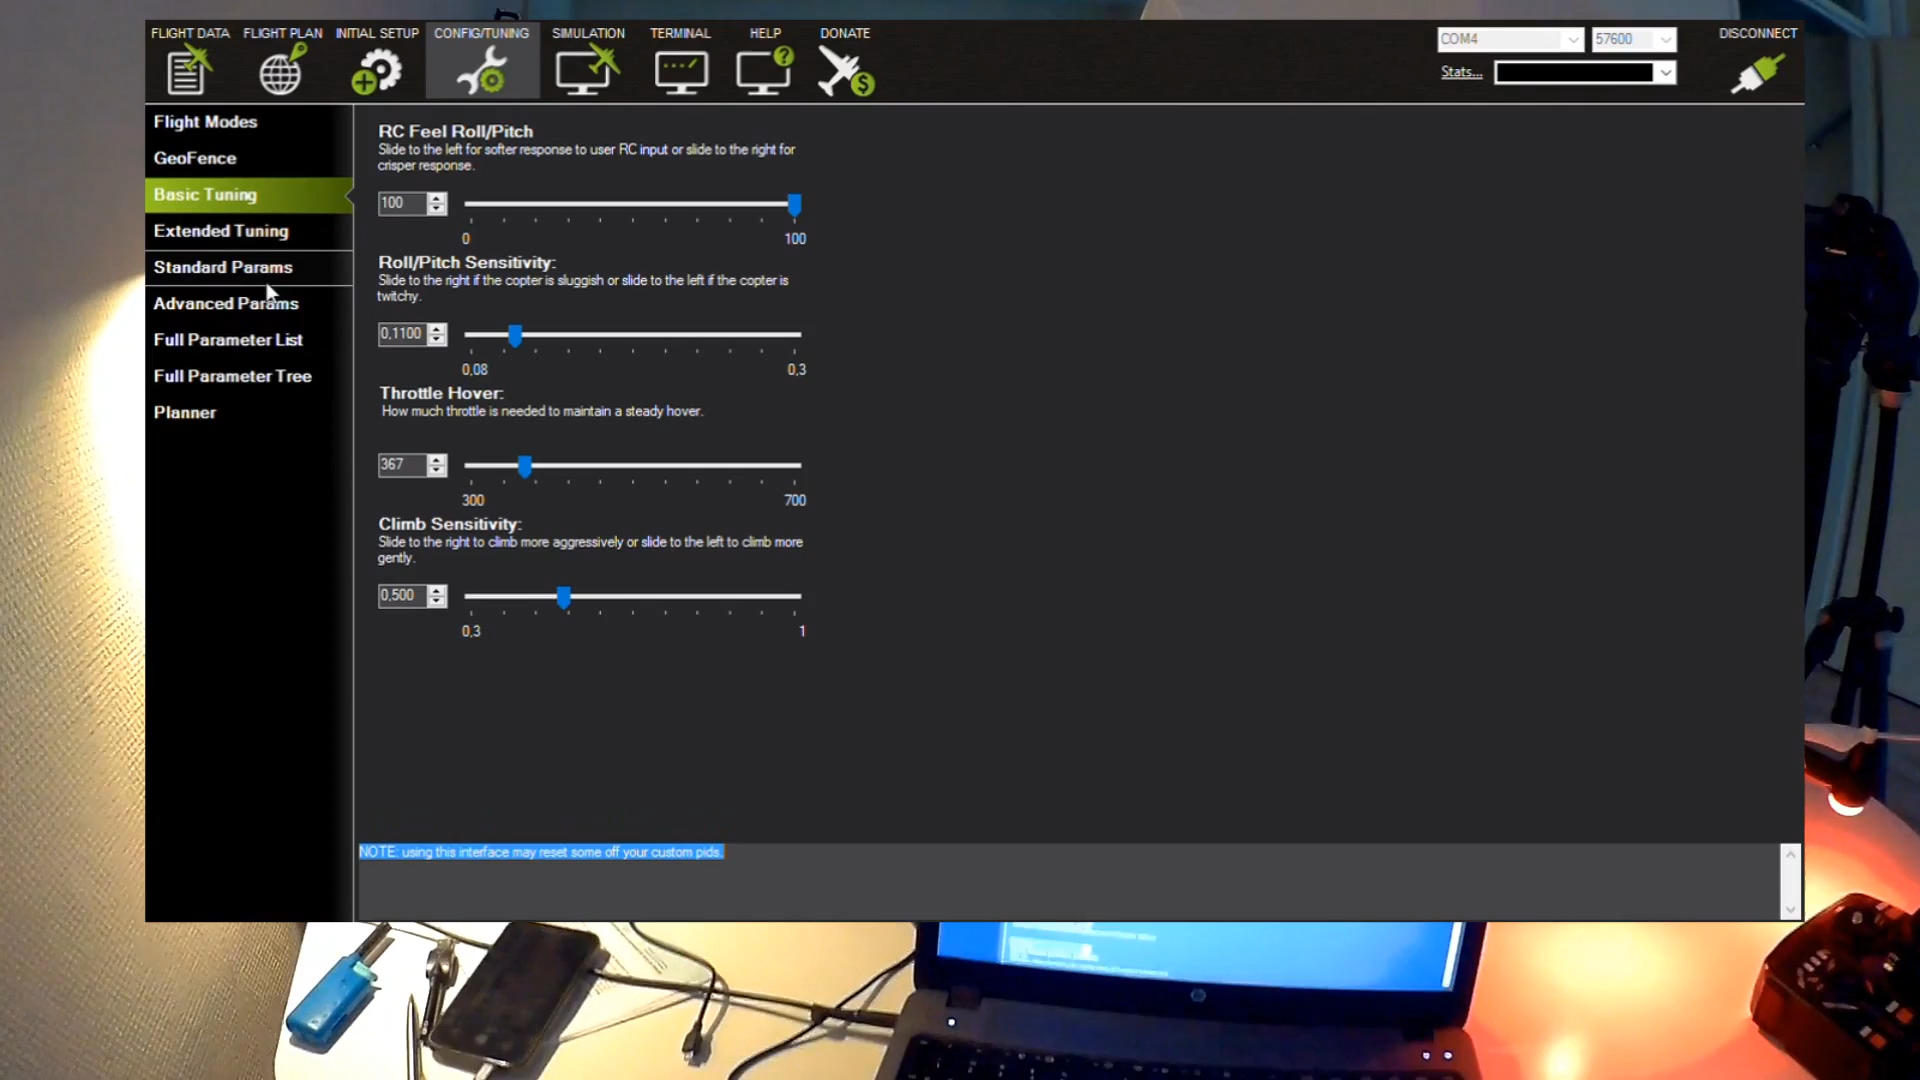 FLIGHT DATA
FLIGHT PLAN
INITIAL SETUP
CONFIG/TUNING
SIMULATION
TERMINAL
HELP
DONATE
COM4
57600
DISCONNECT
Stats...
Flight Modes
GeoFence
Basic Tuning
Extended Tuning
Standard Params
Advanced Params
Full Parameter List
Full Parameter Tree
Planner
RC Feel Roll/Pitch
Slide to the left for softer response to user RC input or slide to the right for
crisper response.
100
0
100
Roll/Pitch Sensitivity:
Slide to the right if the copter is sluggish or slide to the left if the copter is
twitchy.
0,1100
0,08
0,3
Throttle Hover:
How much throttle is needed to maintain a steady hover.
367
300
700
Climb Sensitivity:
Slide to the right to climb more aggressively or slide to the left to climb more
gently.
0,500
0,3
1
NOTE: using this interface may reset some off your custom pids.